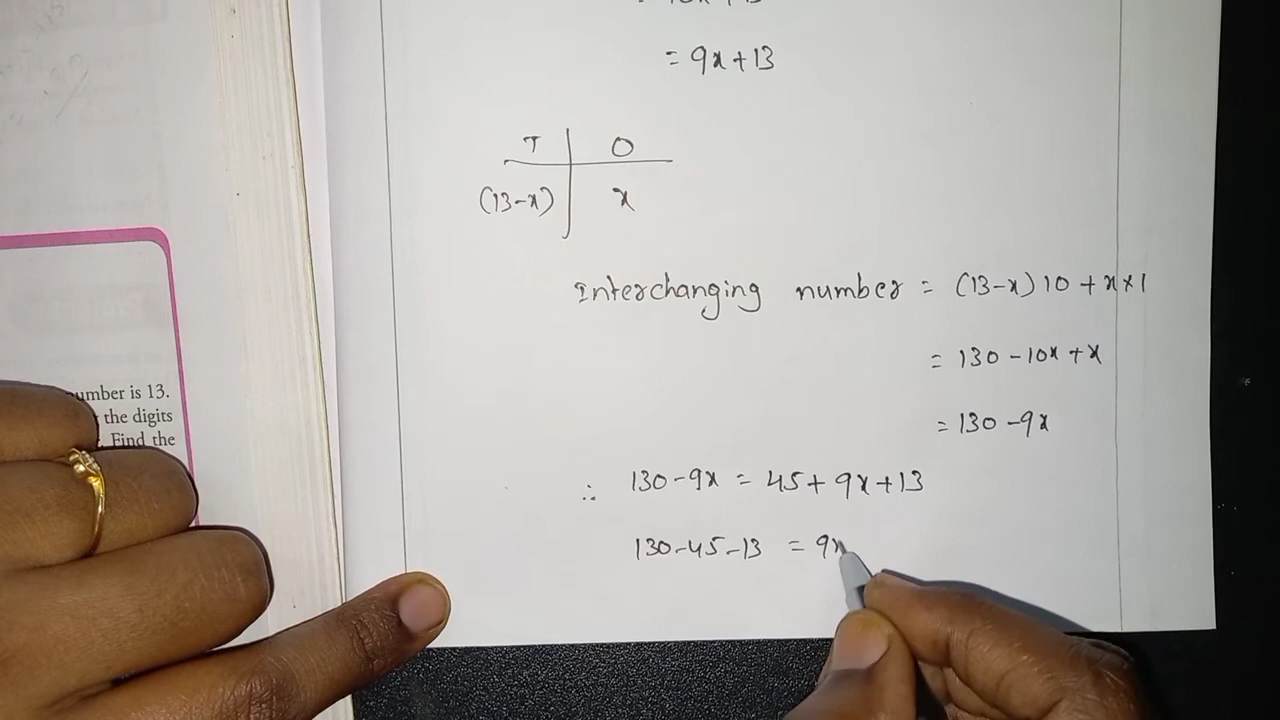 = 9x+13
T O
(13-x) x
Interchanging number = (13-x)10 + x×1
= 130-10x+x
= 130-9x
∴ 130-9x = 45+9x+13
130-45-13 = 9x
number is 13.
the digits
Find the